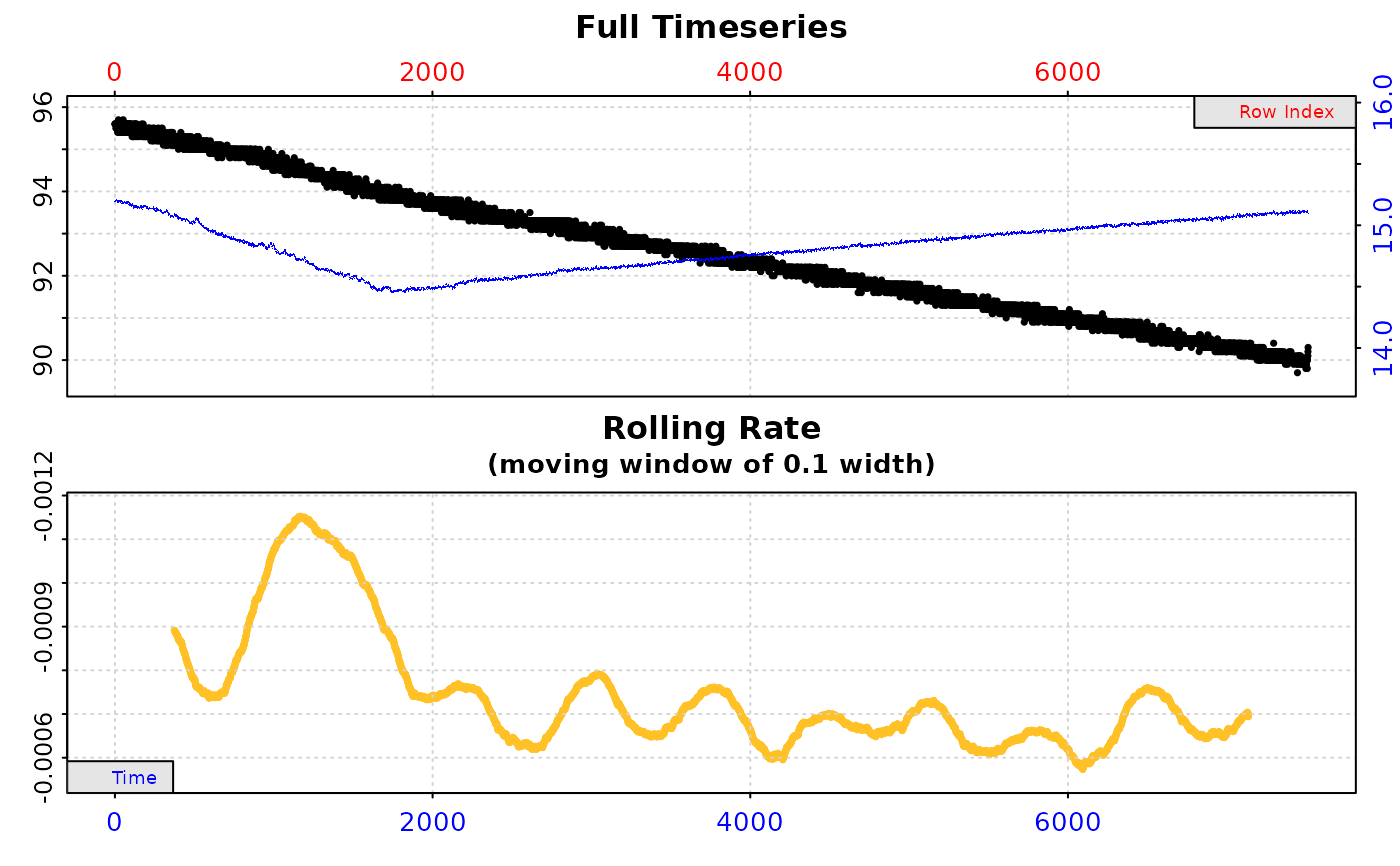 Full Timeseries
0 2000 4000 6000
Row Index
96
94
92
90
16.0
15.0
14.0
Rolling Rate
(moving window of 0.1 width)
-0.0012
-0.0009
-0.0006
Time
0 2000 4000 6000